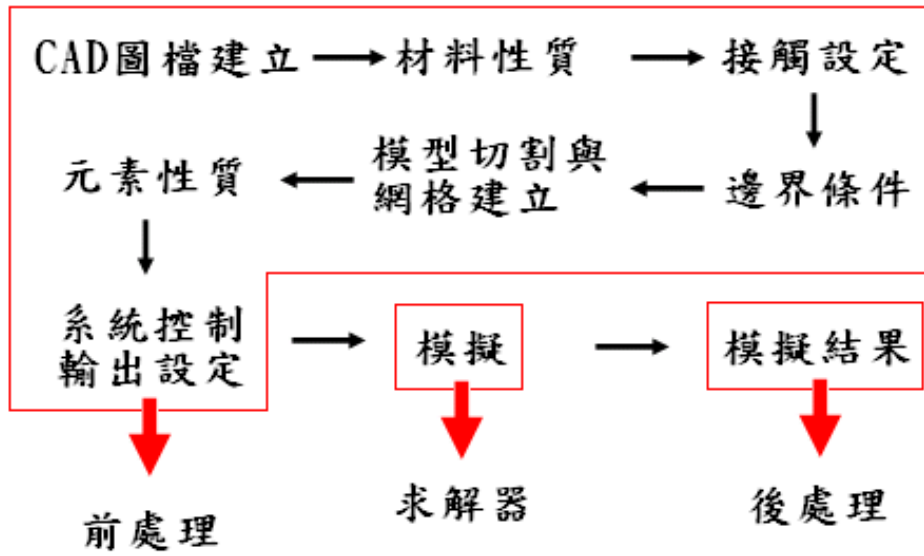 CAD圖檔建立
材料性質
接觸設定
元素性質
模型切割與
網格建立
邊界條件
系統控制
輸出設定
模擬
模擬結果
前處理
求解器
後處理